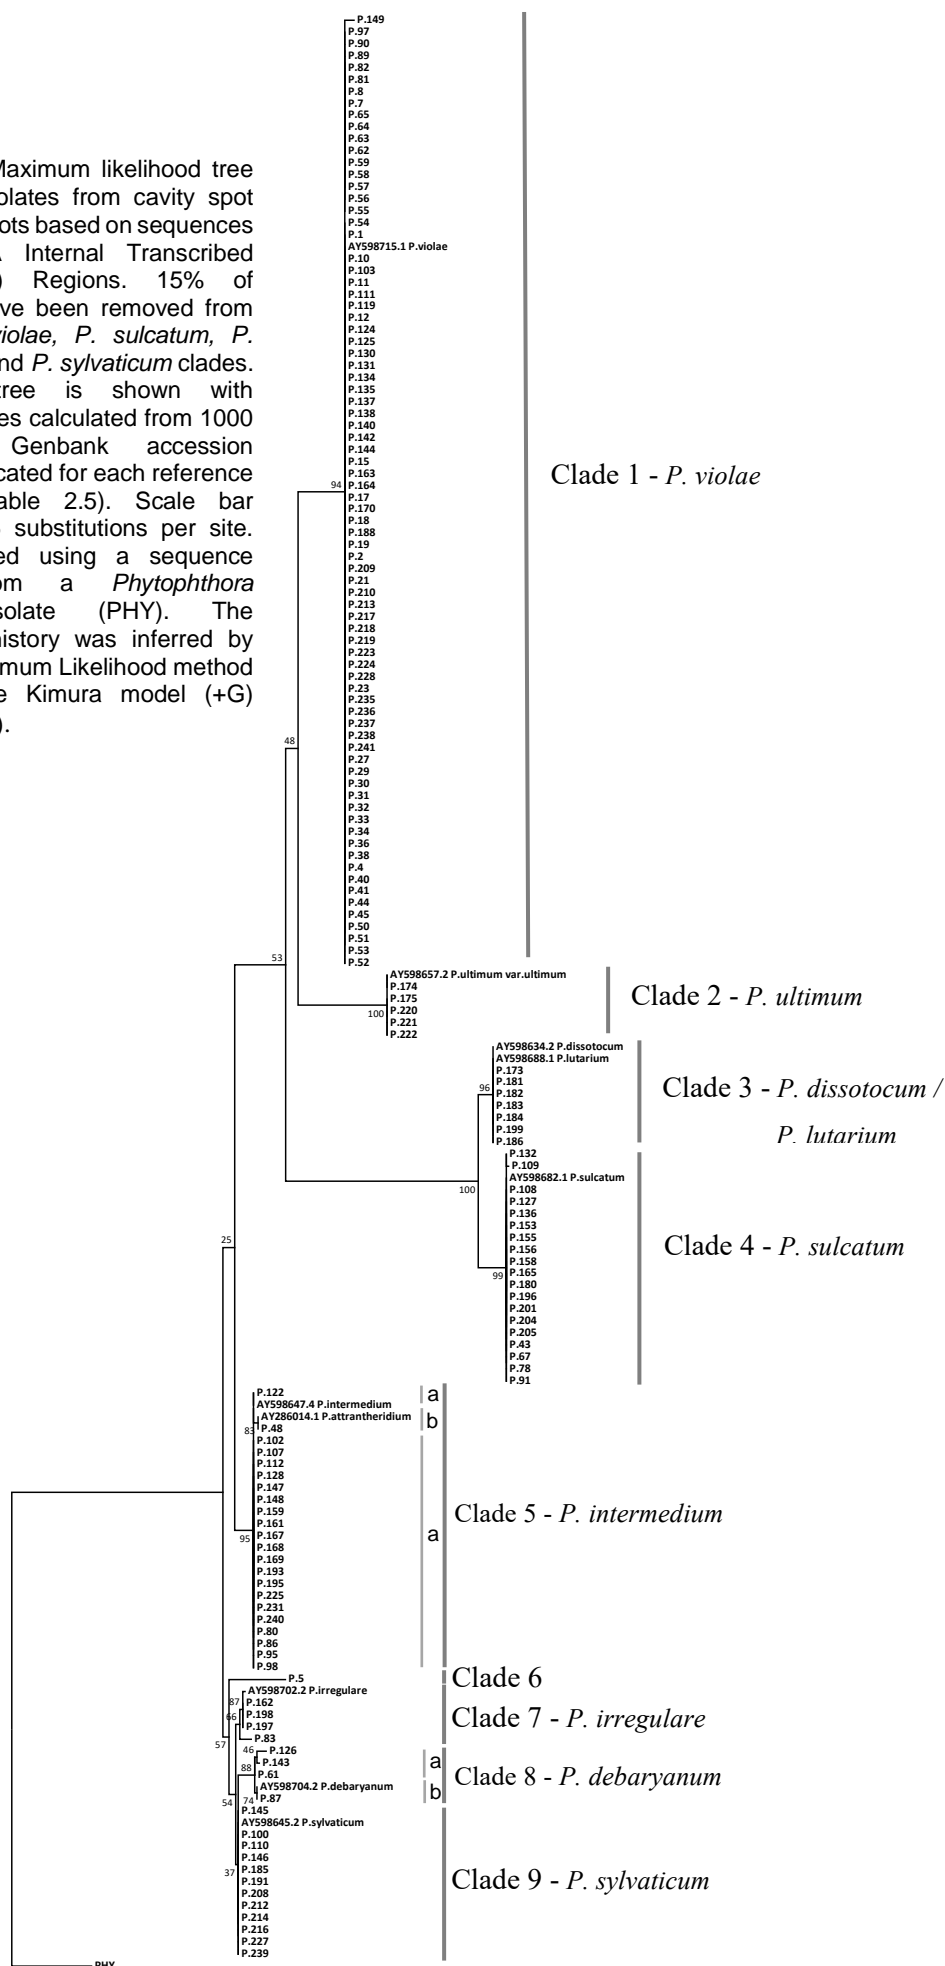 Maximum likelihood tree
olates from cavity spot
ots based on sequences
Internal Transcribed
) Regions. 15% of
ve been removed from
violae, P. sulcatum, P.
nd P. sylvaticum clades.
tree is shown with
es calculated from 1000
Genbank accession
cated for each reference
able 2.5). Scale bar
substitutions per site.
ed using a sequence
om a Phytophthora
solate (PHY). The
history was inferred by
imum Likelihood method
e Kimura model (+G)
).
P.149
P.97
P.90
P.89
P.82
P.81
P.8
P.7
P.65
P.64
P.63
P.62
P.59
P.58
P.57
P.56
P.55
P.54
P.1
AY598715.1 P.violae
P.10
P.103
P.11
P.111
P.119
P.12
P.124
P.125
P.130
P.131
P.134
P.135
P.137
P.138
P.140
P.142
P.144
P.15
P.163
P.164
P.17
P.170
P.18
P.188
P.19
P.2
P.209
P.21
P.210
P.213
P.217
P.218
P.219
P.223
P.224
P.228
P.23
P.235
P.236
P.237
P.238
P.241
P.27
P.29
P.30
P.31
P.32
P.33
P.34
P.36
P.38
P.4
P.40
P.41
P.44
P.45
P.50
P.51
P.53
P.52
94
Clade 1 - P. violae
48
53
AY598657.2 P.ultimum var.ultimum
P.174
P.175
P.220
P.221
P.222
100
Clade 2 - P. ultimum
AY598634.2 P.dissotocum
AY598688.1 P.lutarium
P.173
P.181
P.182
P.183
P.184
P.199
P.186
96
Clade 3 - P. dissotocum /
P. lutarium
100
P.132
P.109
AY598682.1 P.sulcatum
P.108
P.127
P.136
P.153
P.155
P.156
P.158
P.165
P.180
P.196
P.201
P.204
P.205
P.43
P.67
P.78
P.91
99
Clade 4 - P. sulcatum
25
P.122
AY598647.4 P.intermedium
AY286014.1 P.attrantheridium
P.48
P.102
P.107
P.112
P.128
P.147
P.148
P.159
P.161
P.167
P.168
P.169
P.193
P.195
P.225
P.231
P.240
P.80
P.86
P.95
P.98
83
95
a
b
a
Clade 5 - P. intermedium
P.5
Clade 6
AY598702.2 P.irregulare
P.162
P.198
P.197
P.83
87
66
57
Clade 7 - P. irregulare
P.126
P.143
P.61
AY598704.2 P.debaryanum
P.87
46
88
74
54
a
b
Clade 8 - P. debaryanum
P.145
AY598645.2 P.sylvaticum
P.100
P.110
P.146
P.185
P.191
P.208
P.212
P.214
P.216
P.227
P.239
37
Clade 9 - P. sylvaticum
PHY